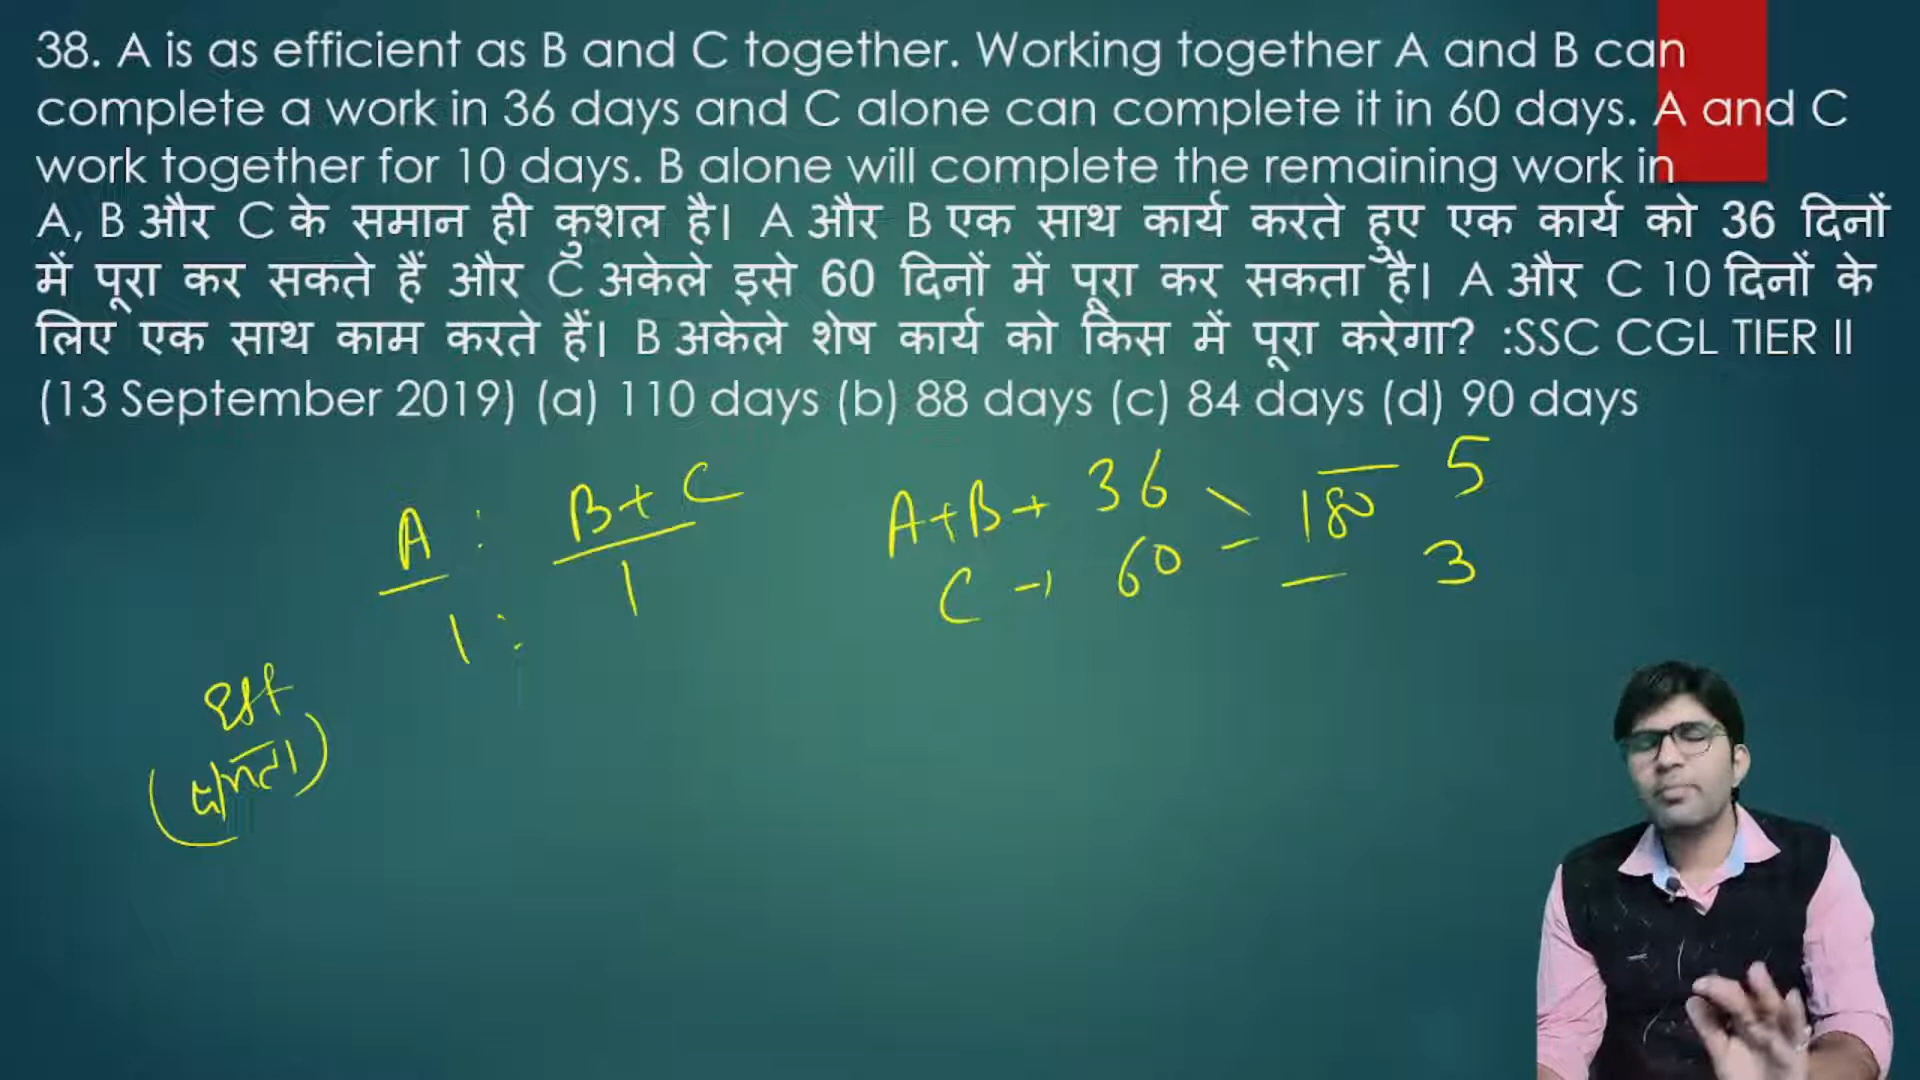 38. A is as efficient as B and C together. Working together A and B can
complete a work in 36 days and C alone can complete it in 60 days. A and C
work together for 10 days. B alone will complete the remaining work in
A, B और C के समान ही कुशल है। A और B एक साथ कार्य करते हुए एक कार्य को 36 दिनों
में पूरा कर सकते हैं और C अकेले इसे 60 दिनों में पूरा कर सकता है। A और C 10 दिनों के
लिए एक साथ काम करते हैं। B अकेले शेष कार्य को किस में पूरा करेगा? :SSC CGL TIER II
(13 September 2019) (a) 110 days (b) 88 days (c) 84 days (d) 90 days
A : B + C
1 : 1
A + B + 36 180 5
C → 60 3
(क्षमता)